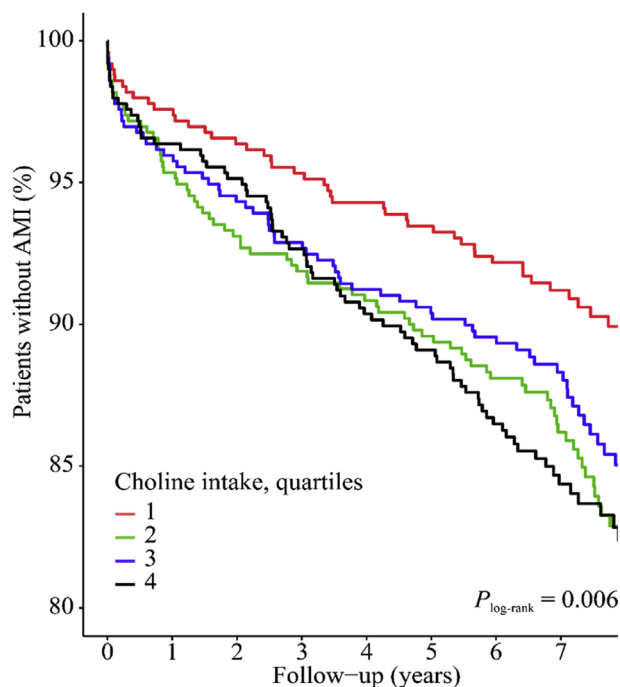 100
95
90
85
80
Patients without AMI (%)
Choline intake, quartiles
1
2
3
4
P log-rank = 0.006
0 1 2 3 4 5 6 7
Follow−up (years)